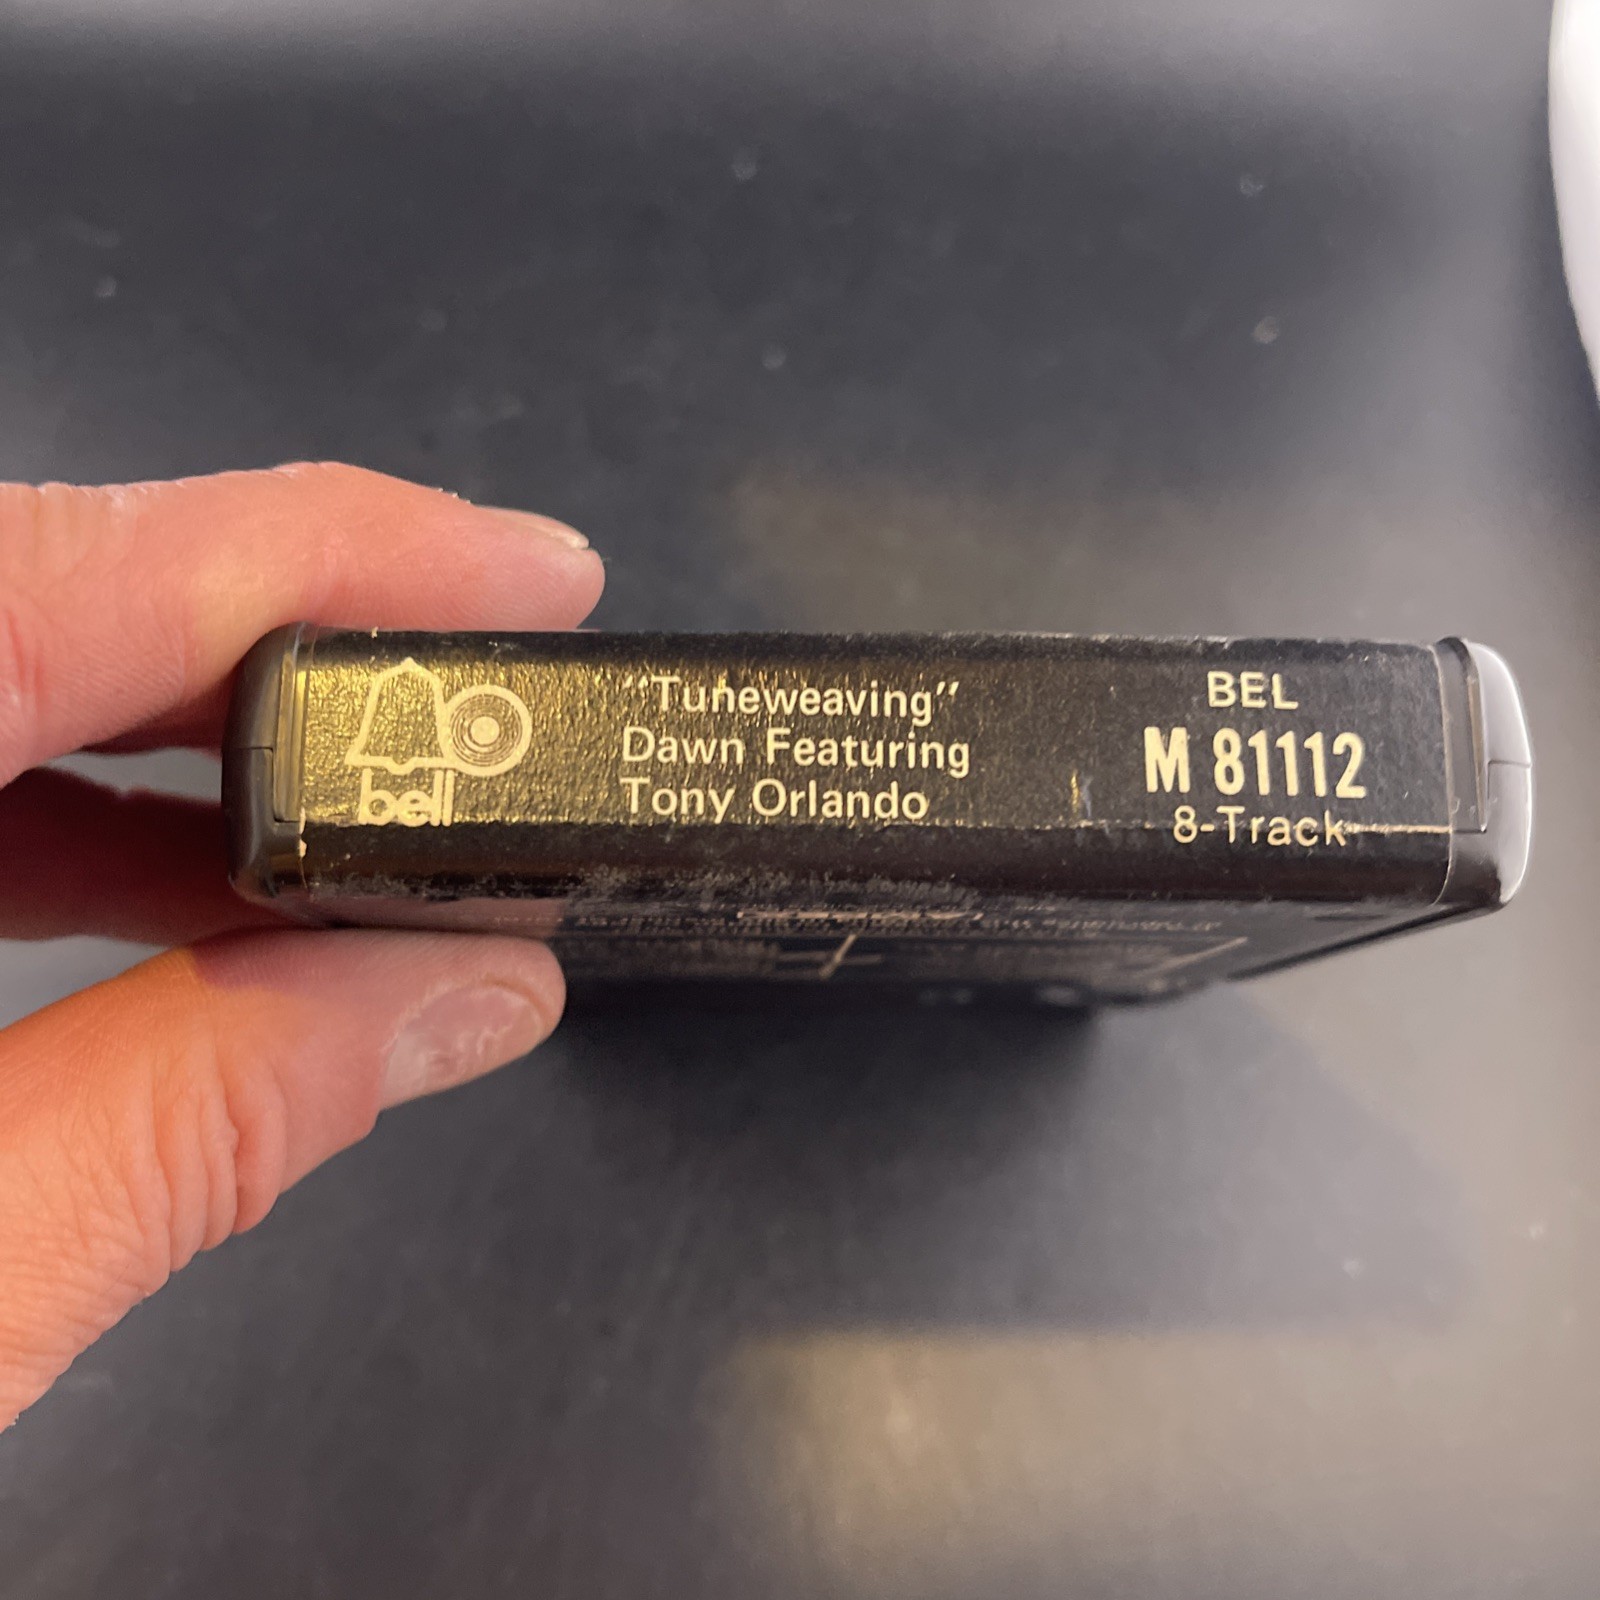 bell
"Tuneweaving"
Dawn Featuring
Tony Orlando
BEL
M 81112
8-Track